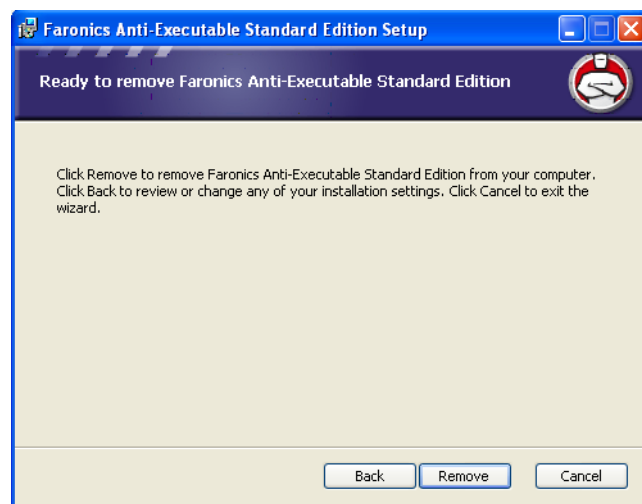 Faronics Anti-Executable Standard Edition Setup
Ready to remove Faronics Anti-Executable Standard Edition
Click Remove to remove Faronics Anti-Executable Standard Edition from your computer.
Click Back to review or change any of your installation settings. Click Cancel to exit the
wizard.
Back Remove Cancel